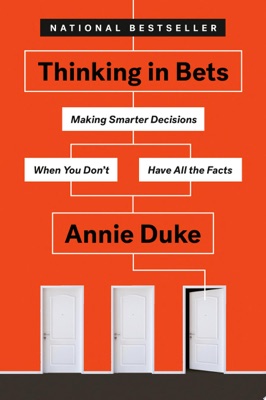 NATIONAL BESTSELLER
Thinking in Bets
Making Smarter Decisions
When You Don't
Have All the Facts
Annie Duke